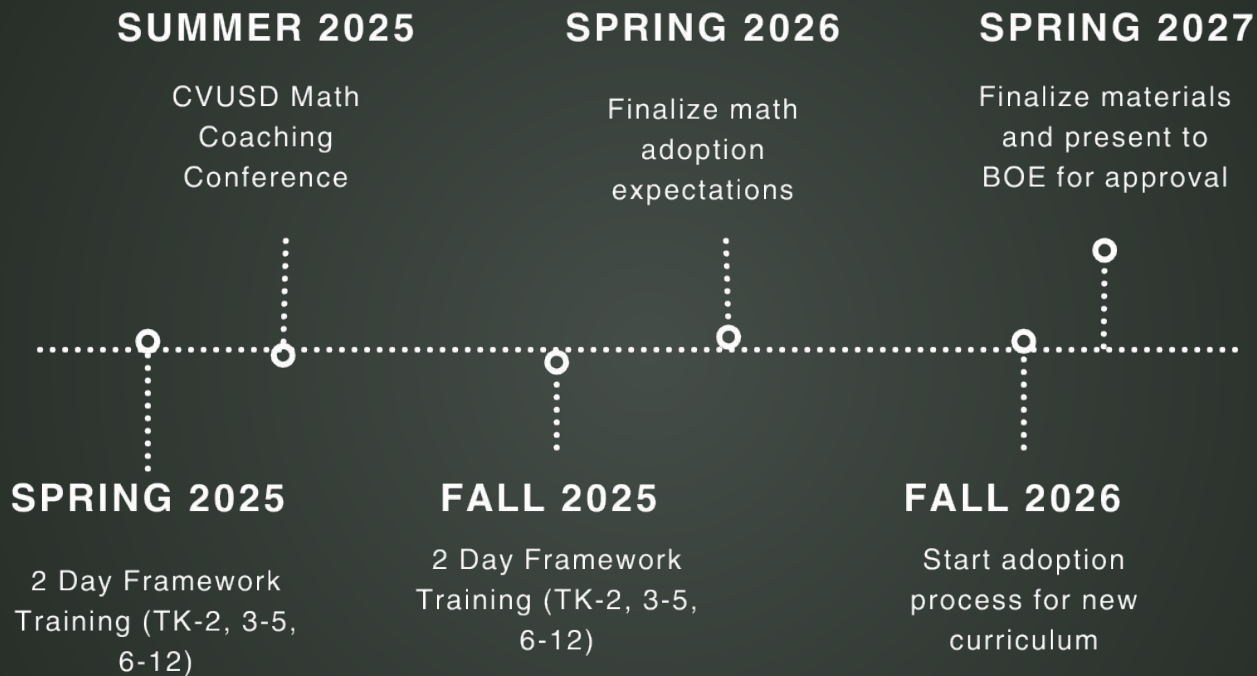 SUMMER 2025
CVUSD Math
Coaching
Conference
SPRING 2026
Finalize math
adoption
expectations
SPRING 2027
Finalize materials
and present to
BOE for approval
SPRING 2025
2 Day Framework
Training (TK-2, 3-5,
6-12)
FALL 2025
2 Day Framework
Training (TK-2, 3-5,
6-12)
FALL 2026
Start adoption
process for new
curriculum